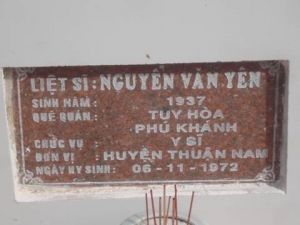 LIỆT SĨ: NGUYỄN VĂN YÊN
SINH NĂM: 1937
QUÊ QUÁN: TUY HÒA
PHÚ KHÁNH
CHỨC VỤ: Y SĨ
ĐƠN VỊ: HUYỆN THUẬN NAM
NGÀY HY SINH: 06-11-1972